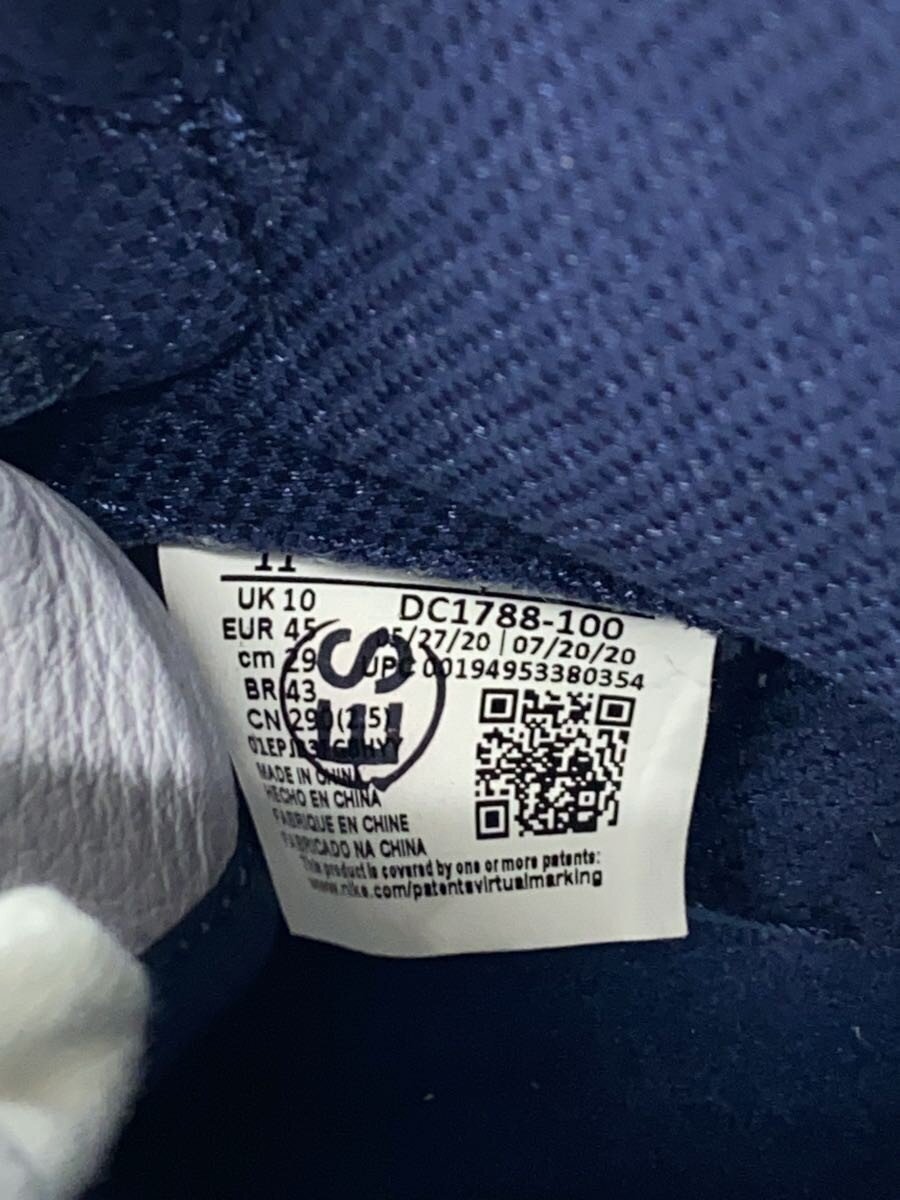 11
UK 10
EUR 45
cm 29
BR 43
CN 290(2.5)
DC1788-100
05/27/20 | 07/20/20
UPC 00194953380354
SE
MADE IN CHINA
HECHO EN CHINA
FABRIQUE EN CHINE
FABRICADO NA CHINA
This product is covered by one or more patents:
www.nike.com/patentsvirtualmarking